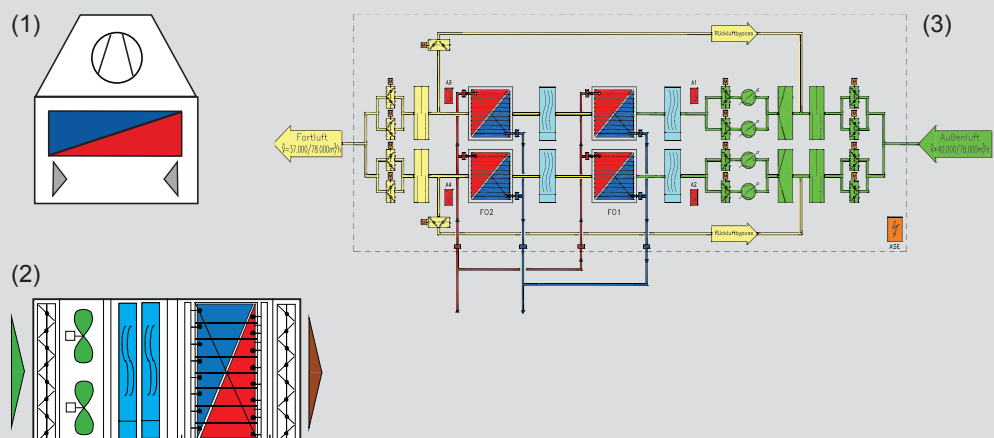 (1)
(3)
Rückluftbypass
A3
A1
Fortluft
V̇=37.000/78.000m³/h
Außenluft
V̇=40.000/78.000m³/h
A4
A2
FO2
FO1
Rückluftbypass
ASE
(2)